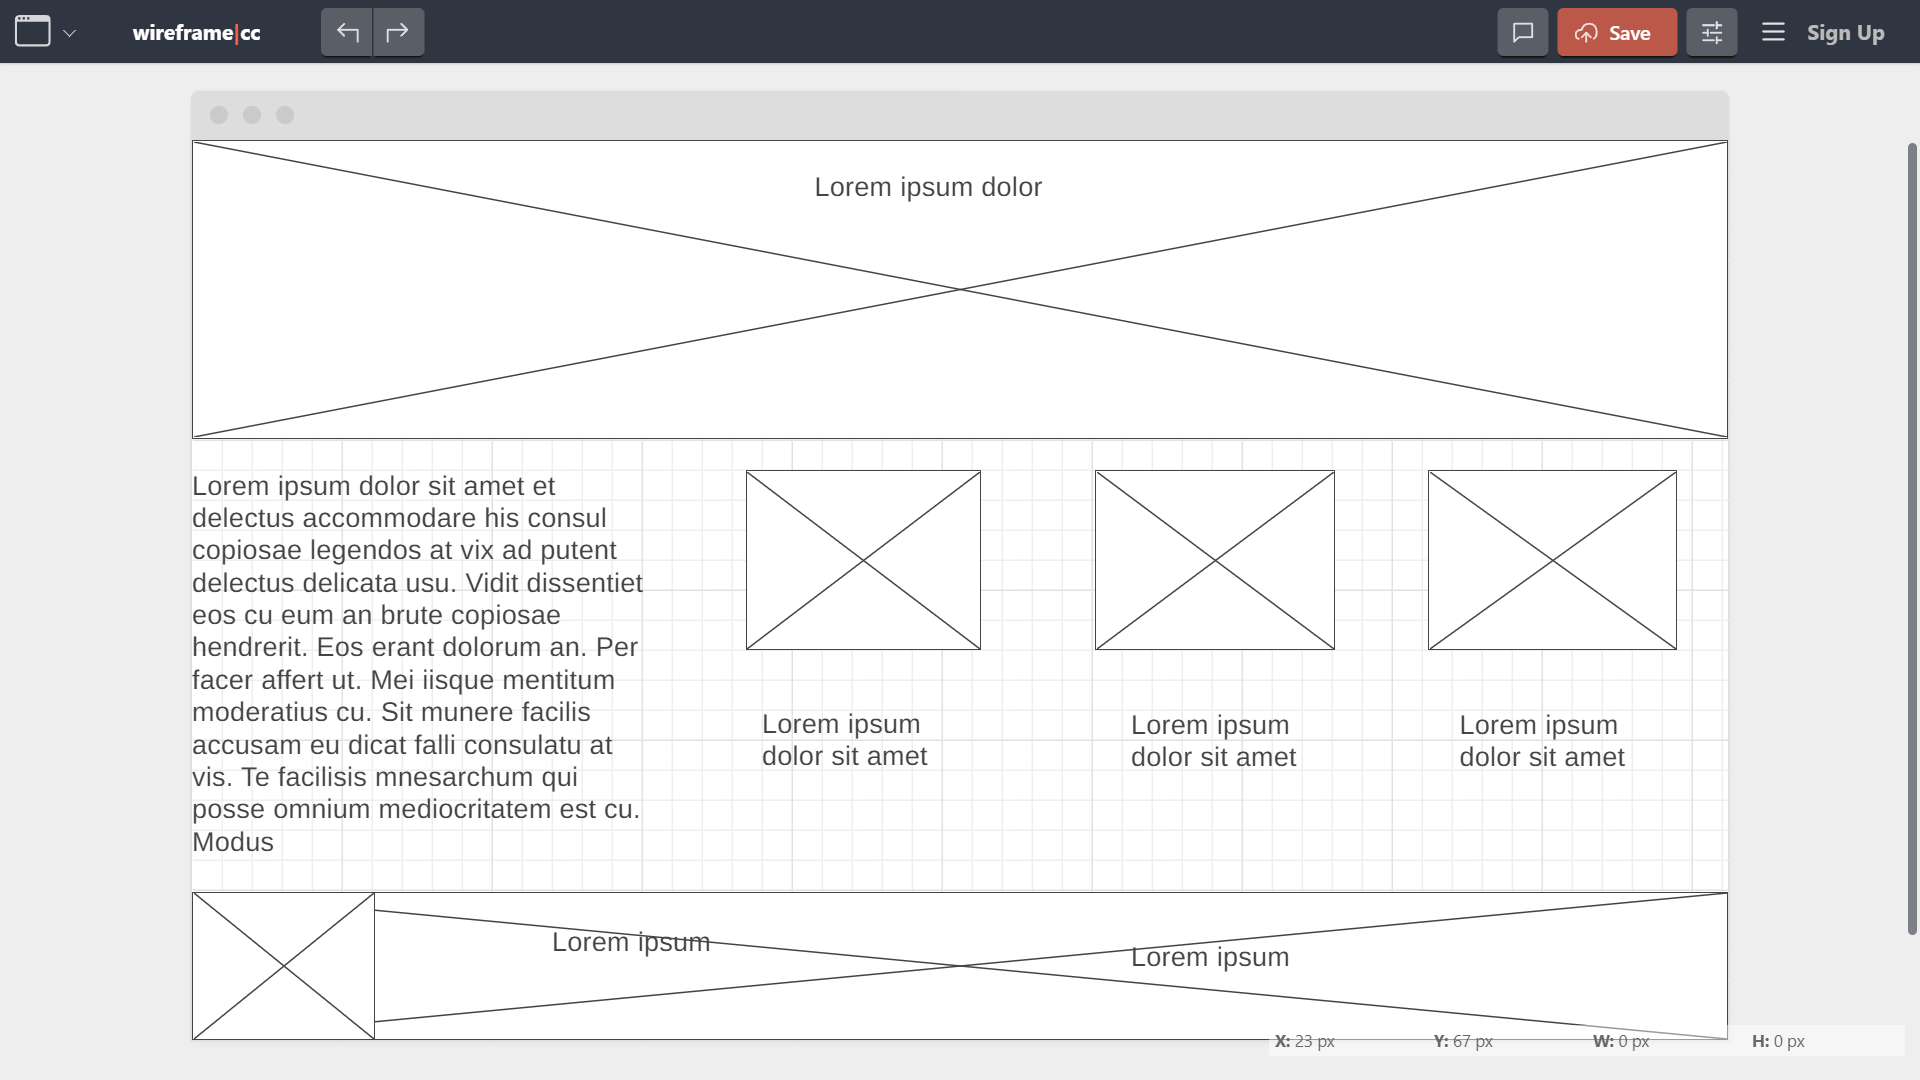 wireframe|cc
Save
Sign Up
Lorem ipsum dolor
Lorem ipsum dolor sit amet et
delectus accommodare his consul
copiosae legendos at vix ad putent
delectus delicata usu. Vidit dissentiet
eos cu eum an brute copiosae
hendrerit. Eos erant dolorum an. Per
facer affert ut. Mei iisque mentitum
moderatius cu. Sit munere facilis
accusam eu dicat falli consulatu at
vis. Te facilisis mnesarchum qui
posse omnium mediocritatem est cu.
Modus
Lorem ipsum
dolor sit amet
Lorem ipsum
dolor sit amet
Lorem ipsum
dolor sit amet
Lorem ipsum
Lorem ipsum
X: 23 px Y: 67 px W: 0 px H: 0 px